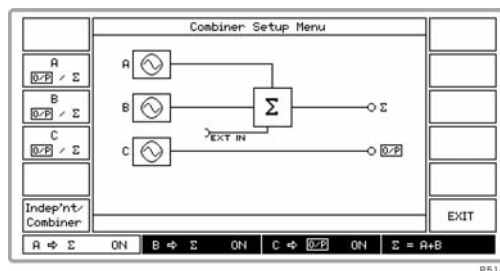 Combiner Setup Menu
A
O/P / Σ
B
O/P / Σ
C
O/P / Σ
Indep'nt/
Combiner
A
B
C
Σ
EXT IN
Σ
O/P
EXIT
A ⇨ Σ ON
B ⇨ Σ ON
C ⇨ O/P ON
Σ = A+B